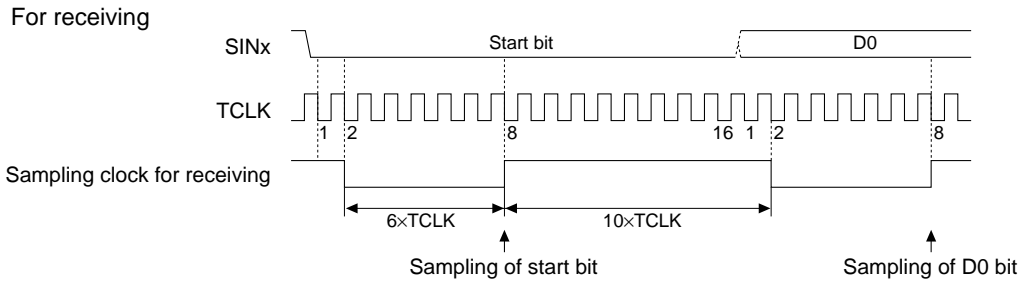 For receiving
SINx
Start bit
D0
TCLK
1 2 8 16 1 2 8
Sampling clock for receiving
6×TCLK 10×TCLK
Sampling of start bit
Sampling of D0 bit